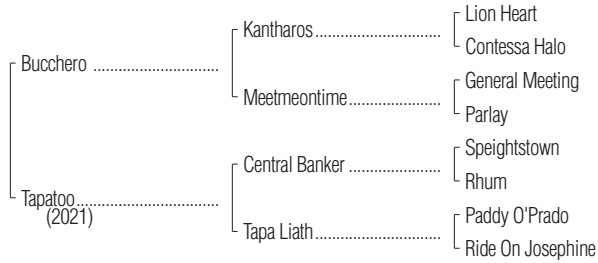 Lion Heart
Kantharos
Contessa Halo
Bucchero
General Meeting
Meetmeontime
Parlay
Speightstown
Central Banker
Rhum
Tapatoo
(2021)
Paddy O'Prado
Tapa Liath
Ride On Josephine